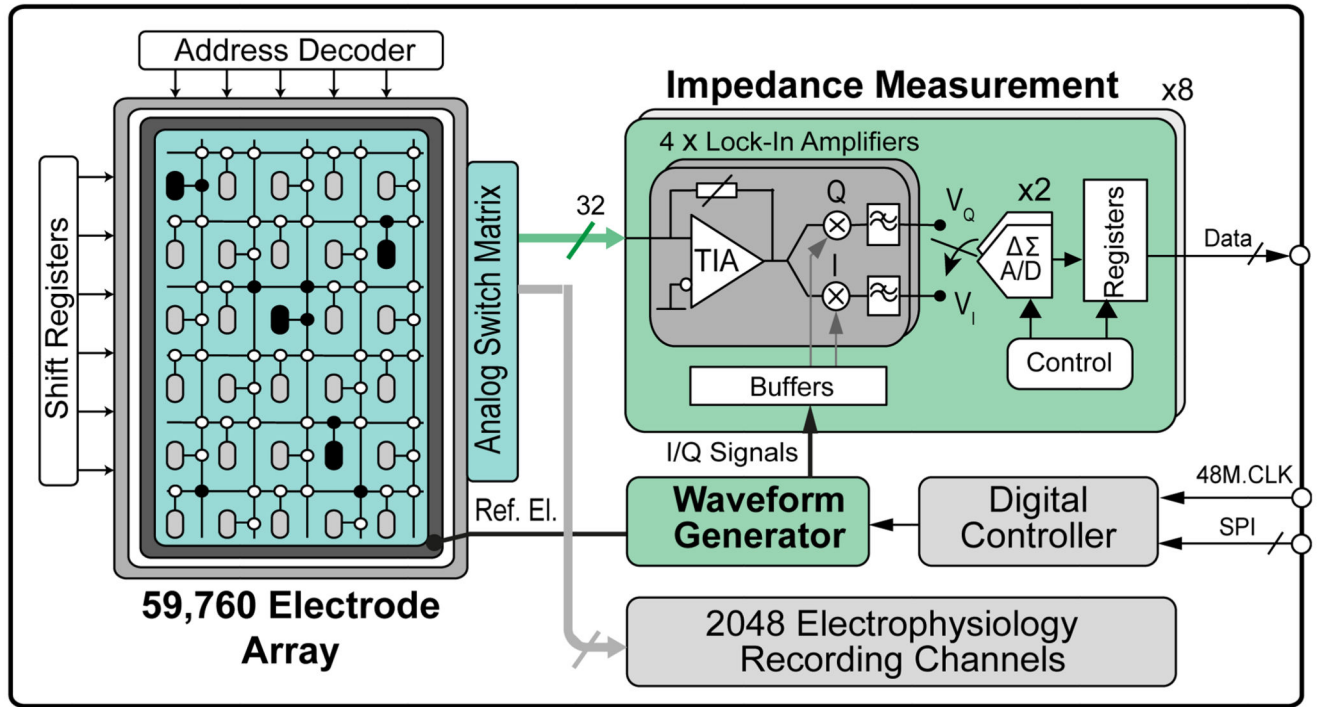 Address Decoder
Shift Registers
Analog Switch Matrix
59,760 Electrode
Array
32
Impedance Measurement
x8
4 x Lock-In Amplifiers
TIA
Q
I
V_Q
V_I
x2
ΔΣ
A/D
Registers
Control
Data
Buffers
I/Q Signals
Ref. El.
Waveform
Generator
Digital
Controller
48M.CLK
SPI
2048 Electrophysiology
Recording Channels